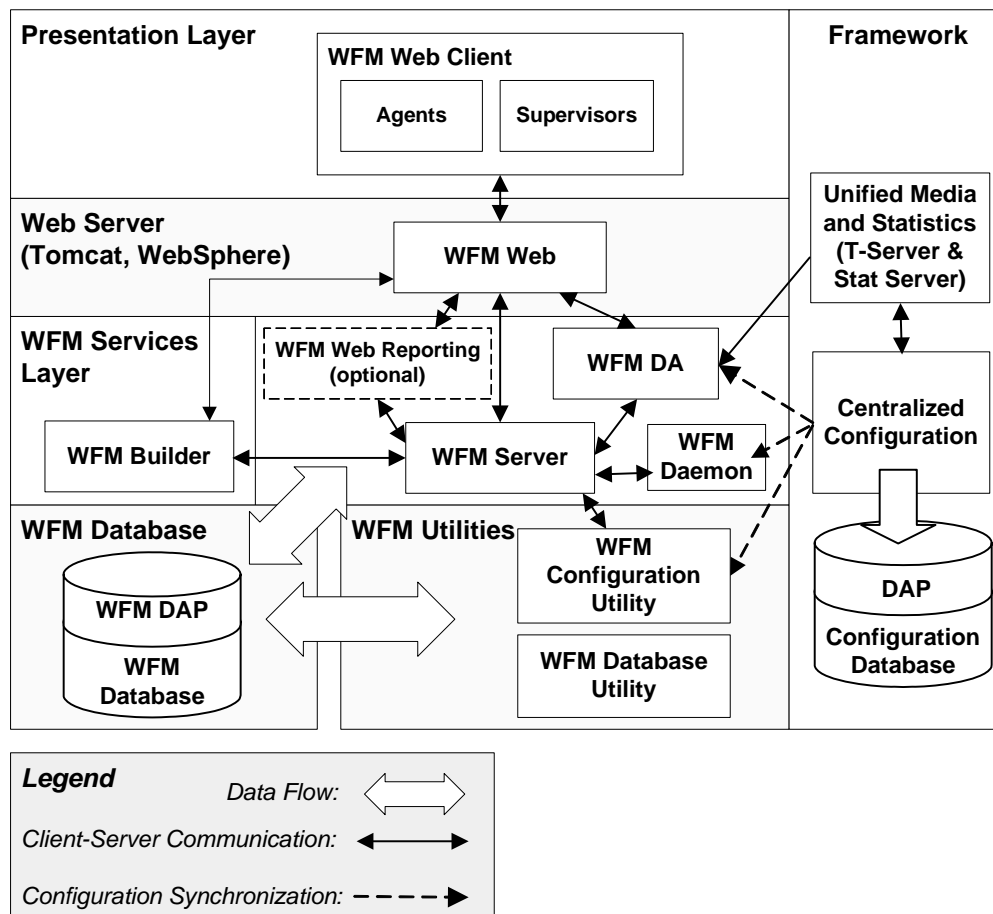 Presentation Layer
WFM Web Client
Agents
Supervisors
Framework
Unified Media
and Statistics
(T-Server &
Stat Server)
Web Server
(Tomcat, WebSphere)
WFM Web
WFM Services
Layer
WFM Web Reporting
(optional)
WFM DA
Centralized
Configuration
WFM Builder
WFM Server
WFM
Daemon
WFM Database
WFM DAP
WFM
Database
WFM Utilities
WFM
Configuration
Utility
WFM Database
Utility
DAP
Configuration
Database
Legend
Data Flow:
Client-Server Communication:
Configuration Synchronization: